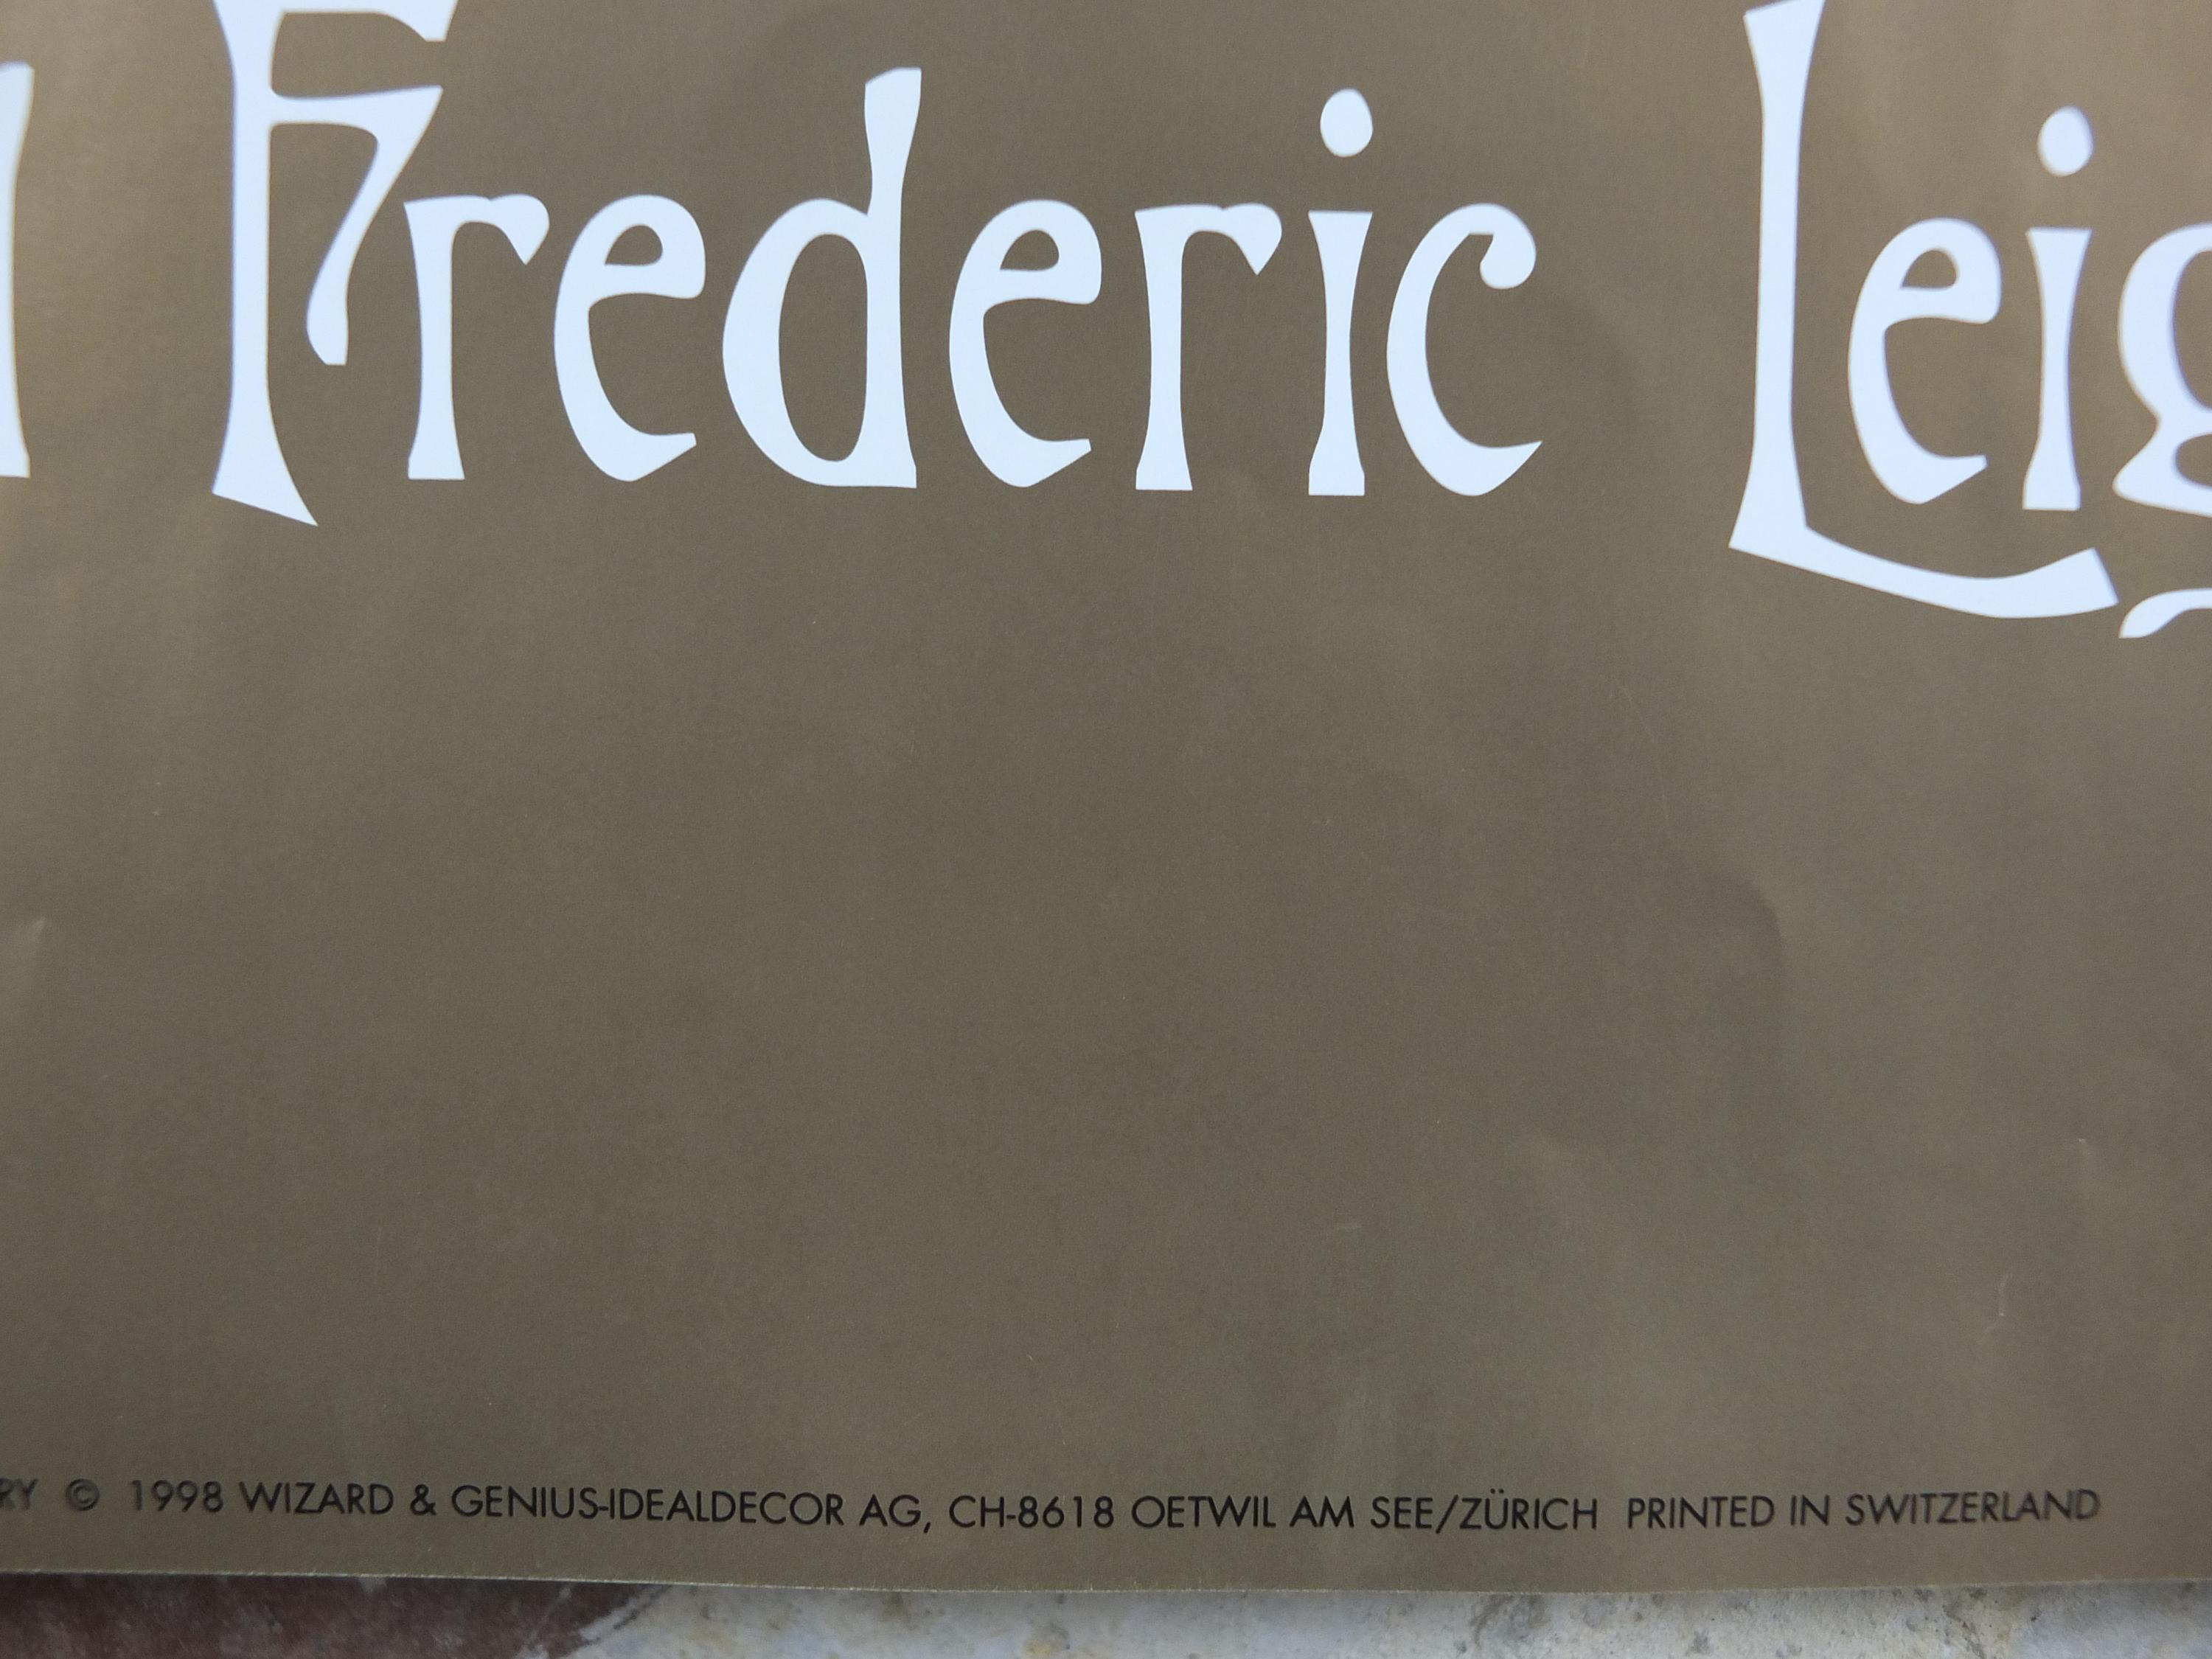 Frederic Leig
RY © 1998 WIZARD & GENIUS-IDEALDECOR AG, CH-8618 OETWIL AM SEE/ZÜRICH PRINTED IN SWITZERLAND